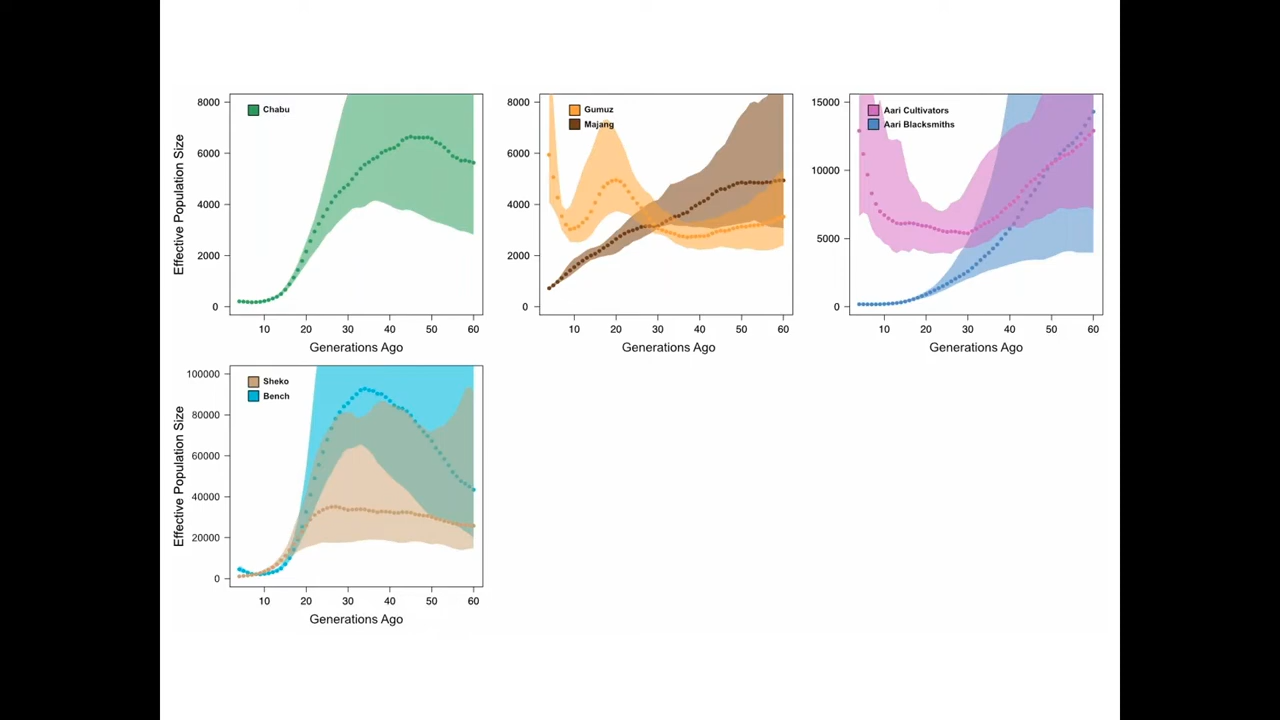 Effective Population Size
8000
6000
4000
2000
0
Chabu
10 20 30 40 50 60
Generations Ago
8000
6000
4000
2000
0
Gumuz
Majang
10 20 30 40 50 60
Generations Ago
15000
10000
5000
0
Aari Cultivators
Aari Blacksmiths
10 20 30 40 50 60
Generations Ago
Effective Population Size
100000
80000
60000
40000
20000
0
Sheko
Bench
10 20 30 40 50 60
Generations Ago